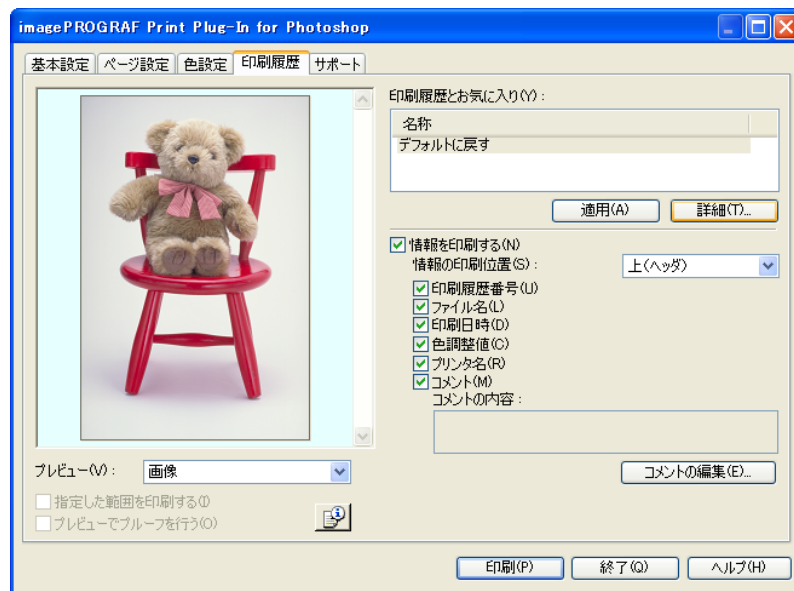 imagePROGRAF Print Plug-In for Photoshop
基本設定 ページ設定 色設定 印刷履歴 サポート
印刷履歴とお気に入り(Y):
名称
デフォルトに戻す
適用(A) 詳細(T)...
情報を印刷する(N)
情報の印刷位置(S): 上(ヘッダ)
印刷履歴番号(U)
ファイル名(L)
印刷日時(D)
色調整値(C)
プリンタ名(R)
コメント(M)
コメントの内容:
プレビュー(V): 画像
コメントの編集(E)...
指定した範囲を印刷する(I)
プレビューでプルーフを行う(O)
印刷(P) 終了(Q) ヘルプ(H)